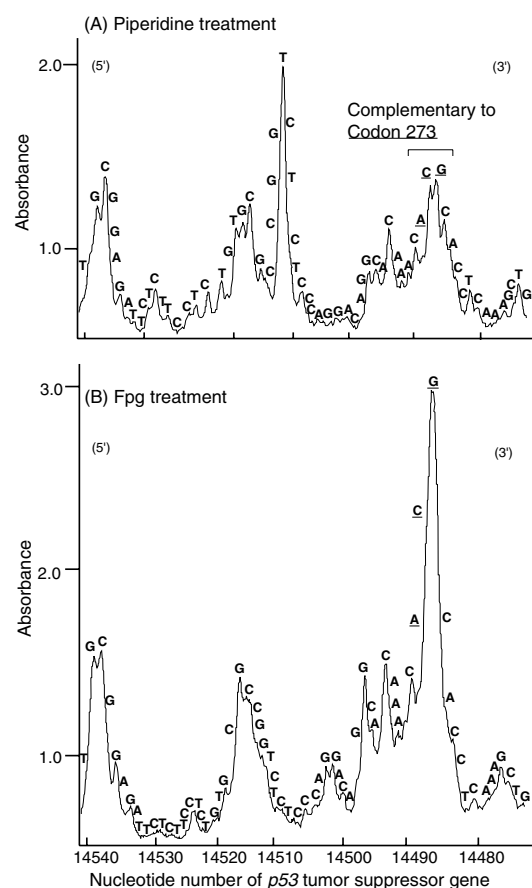 (A) Piperidine treatment
2.0
(5')
(3')
Complementary to
Codon 273
Absorbance
1.0
T G C G G A G A T T C T C T T C C T C T G T G C G C C G G T C T C T C C A G G A C A G G C A C A A A C A C G C A C C T C A A A G C T G
(B) Fpg treatment
3.0
(5')
(3')
Absorbance
2.0
1.0
T G C G G A G A T T C T C T T C C T C T G T G C G C C G G T C T C T C C A G G A C G G C A C A A A C A C G C A C C T C A A A G C C
14540 14530 14520 14510 14500 14490 14480
Nucleotide number of p53 tumor suppressor gene